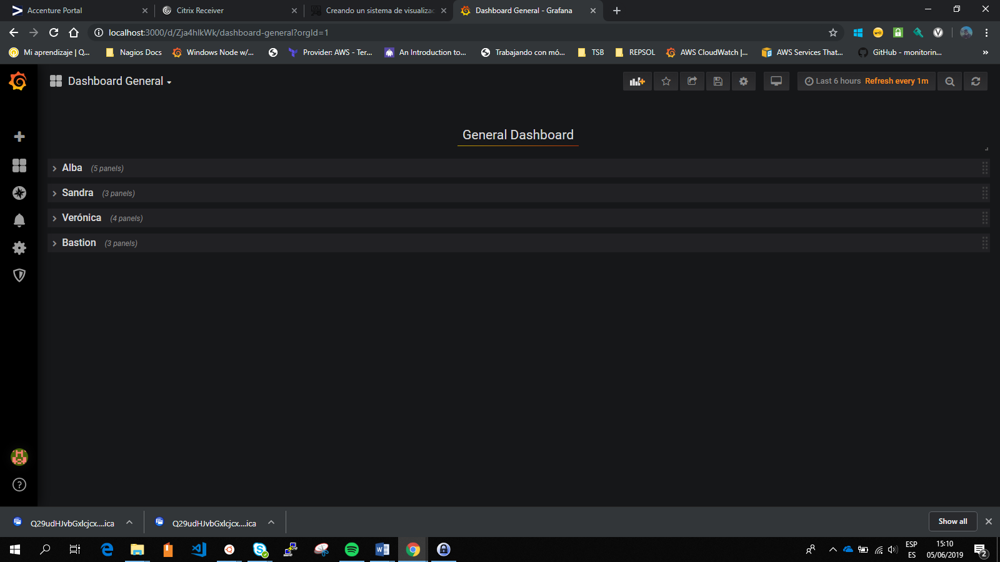 Accenture Portal
Citrix Receiver
Creando un sistema de visualizac
Dashboard General - Grafana
localhost:3000/d/Zja4hlkWk/dashboard-general?orgId=1
Mi aprendizaje | Q...
Nagios Docs
Windows Node w/...
Provider: AWS - Ter...
An Introduction to...
Trabajando con mó...
TSB
REPSOL
AWS CloudWatch |...
AWS Services That...
GitHub - monitorin...
»
Dashboard General
Last 6 hours Refresh every 1m
General Dashboard
Alba (5 panels)
Sandra (3 panels)
Verónica (4 panels)
Bastion (3 panels)
Q29udHJvbGxlcjcx....ica
Q29udHJvbGxlcjcx....ica
Show all
ESP
ES
15:10
05/06/2019
2